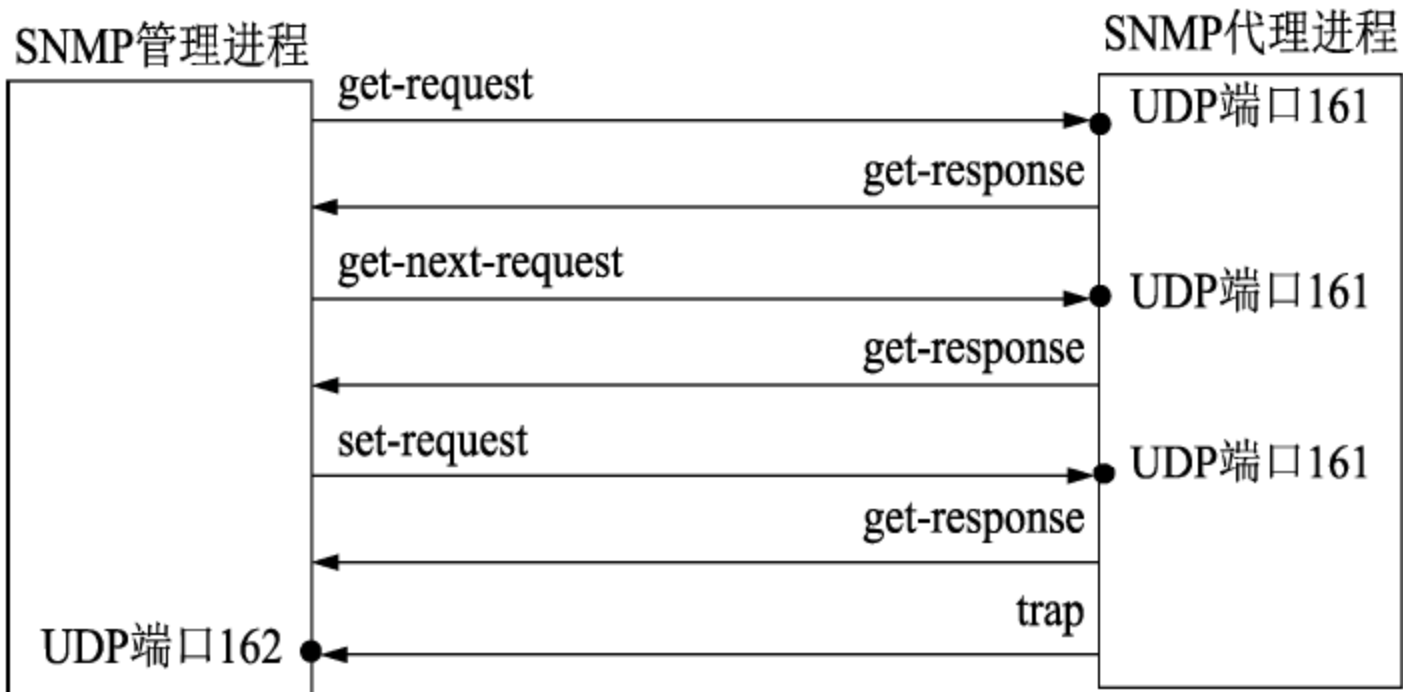 SNMP管理进程
SNMP代理进程
get-request
UDP端口161
get-response
get-next-request
UDP端口161
get-response
set-request
UDP端口161
get-response
trap
UDP端口162